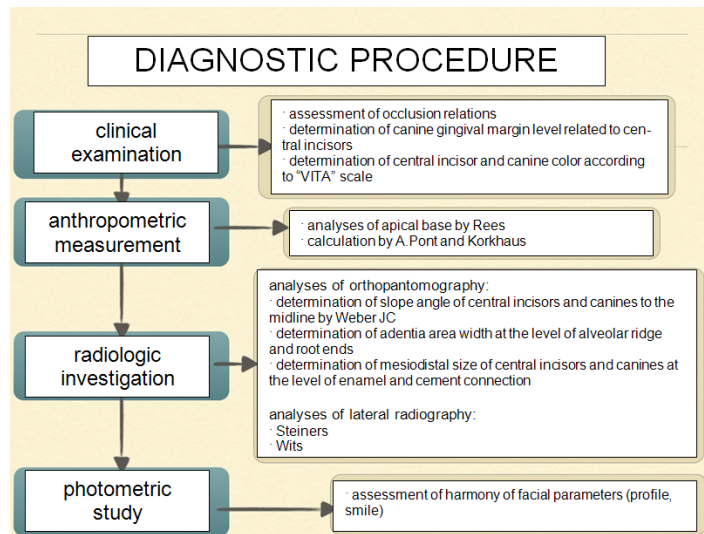 DIAGNOSTIC PROCEDURE
clinical
examination
· assessment of occlusion relations
· determination of canine gingival margin level related to cen-
tral incisors
· determination of central incisor and canine color according
to “VITA” scale
anthropometric
measurement
· analyses of apical base by Rees
· calculation by A.Pont and Korkhaus
radiologic
investigation
analyses of orthopantomography:
· determination of slope angle of central incisors and canines to the
midline by Weber JC
· determination of adentia area width at the level of alveolar ridge
and root ends
· determination of mesiodistal size of central incisors and canines at
the level of enamel and cement connection
analyses of lateral radiography:
· Steiners
· Wits
photometric
study
· assessment of harmony of facial parameters (profile,
smile)